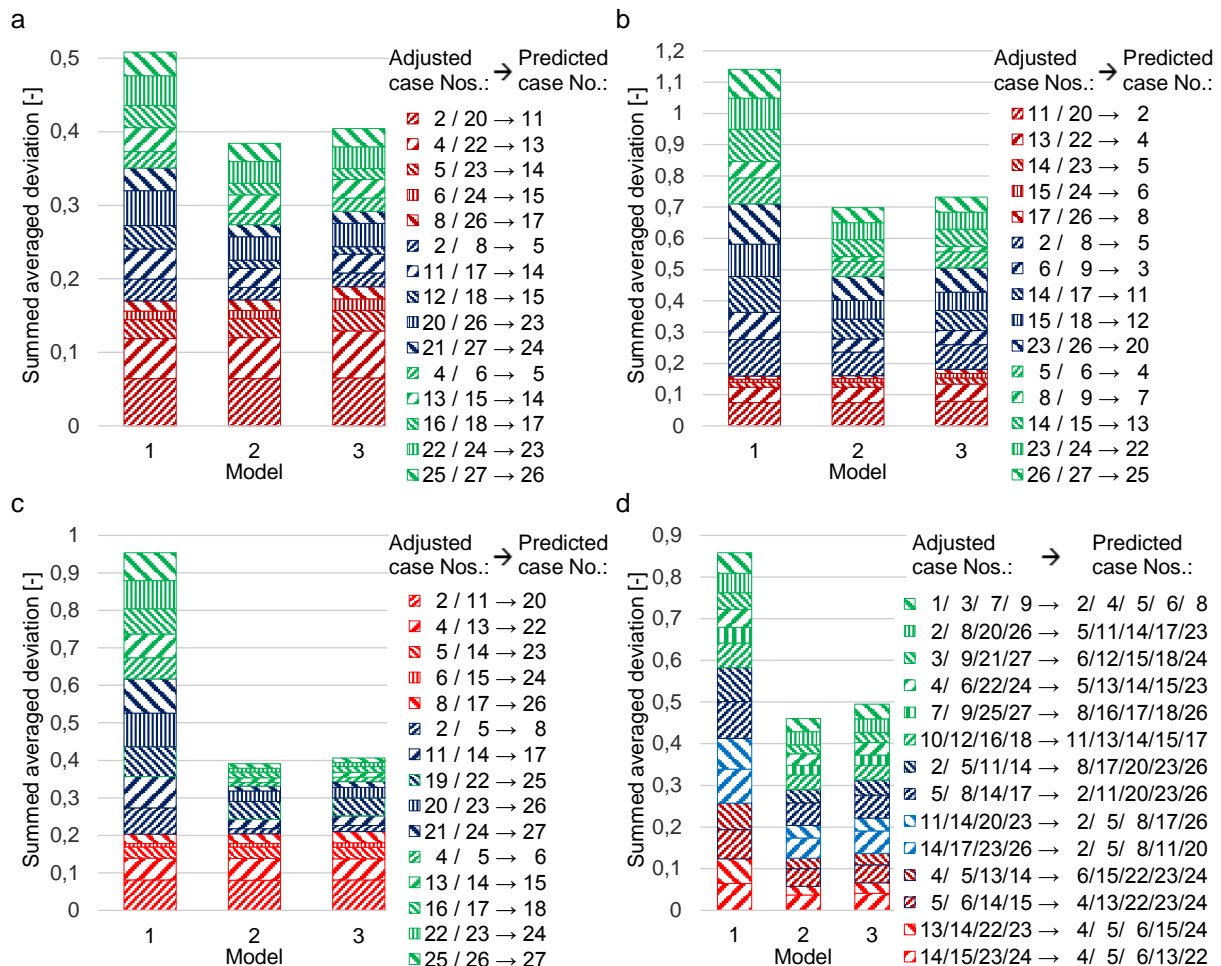 a
Summed averaged deviation [-]
0,5
0,4
0,3
0,2
0,1
0
1 2 3
Model
Adjusted → Predicted
case Nos.: case No.:
2 / 20 → 11
4 / 22 → 13
5 / 23 → 14
6 / 24 → 15
8 / 26 → 17
2 / 8 → 5
11 / 17 → 14
12 / 18 → 15
20 / 26 → 23
21 / 27 → 24
4 / 6 → 5
13 / 15 → 14
16 / 18 → 17
22 / 24 → 23
25 / 27 → 26
b
Summed averaged deviation [-]
1,2
1,1
1
0,9
0,8
0,7
0,6
0,5
0,4
0,3
0,2
0,1
0
1 2 3
Model
Adjusted → Predicted
case Nos.: case No.:
11 / 20 → 2
13 / 22 → 4
14 / 23 → 5
15 / 24 → 6
17 / 26 → 8
2 / 8 → 5
6 / 9 → 3
14 / 17 → 11
15 / 18 → 12
23 / 26 → 20
5 / 6 → 4
8 / 9 → 7
14 / 15 → 13
23 / 24 → 22
26 / 27 → 25
c
Summed averaged deviation [-]
1
0,9
0,8
0,7
0,6
0,5
0,4
0,3
0,2
0,1
0
1 2 3
Model
Adjusted → Predicted
case Nos.: case No.:
2 / 11 → 20
4 / 13 → 22
5 / 14 → 23
6 / 15 → 24
8 / 17 → 26
2 / 5 → 8
11 / 14 → 17
19 / 22 → 25
20 / 23 → 26
21 / 24 → 27
4 / 5 → 6
13 / 14 → 15
16 / 17 → 18
22 / 23 → 24
25 / 26 → 27
d
Summed averaged deviation [-]
0,9
0,8
0,7
0,6
0,5
0,4
0,3
0,2
0,1
0
1 2 3
Model
Adjusted → Predicted
case Nos.: case No.:
1/ 3/ 7/ 9 → 2/ 4/ 5/ 6/ 8
2/ 8/20/26 → 5/11/14/17/23
3/ 9/21/27 → 6/12/15/18/24
4/ 6/22/24 → 5/13/14/15/23
7/ 9/25/27 → 8/16/17/18/26
10/12/16/18 → 11/13/14/15/17
2/ 5/11/14 → 8/17/20/23/26
5/ 8/14/17 → 2/11/20/23/26
11/14/20/23 → 2/ 5/ 8/17/26
14/17/23/26 → 2/ 5/ 8/11/20
4/ 5/13/14 → 6/15/22/23/24
5/ 6/14/15 → 4/13/22/23/24
13/14/22/23 → 4/ 5/ 6/15/24
14/15/23/24 → 4/ 5/ 6/13/22